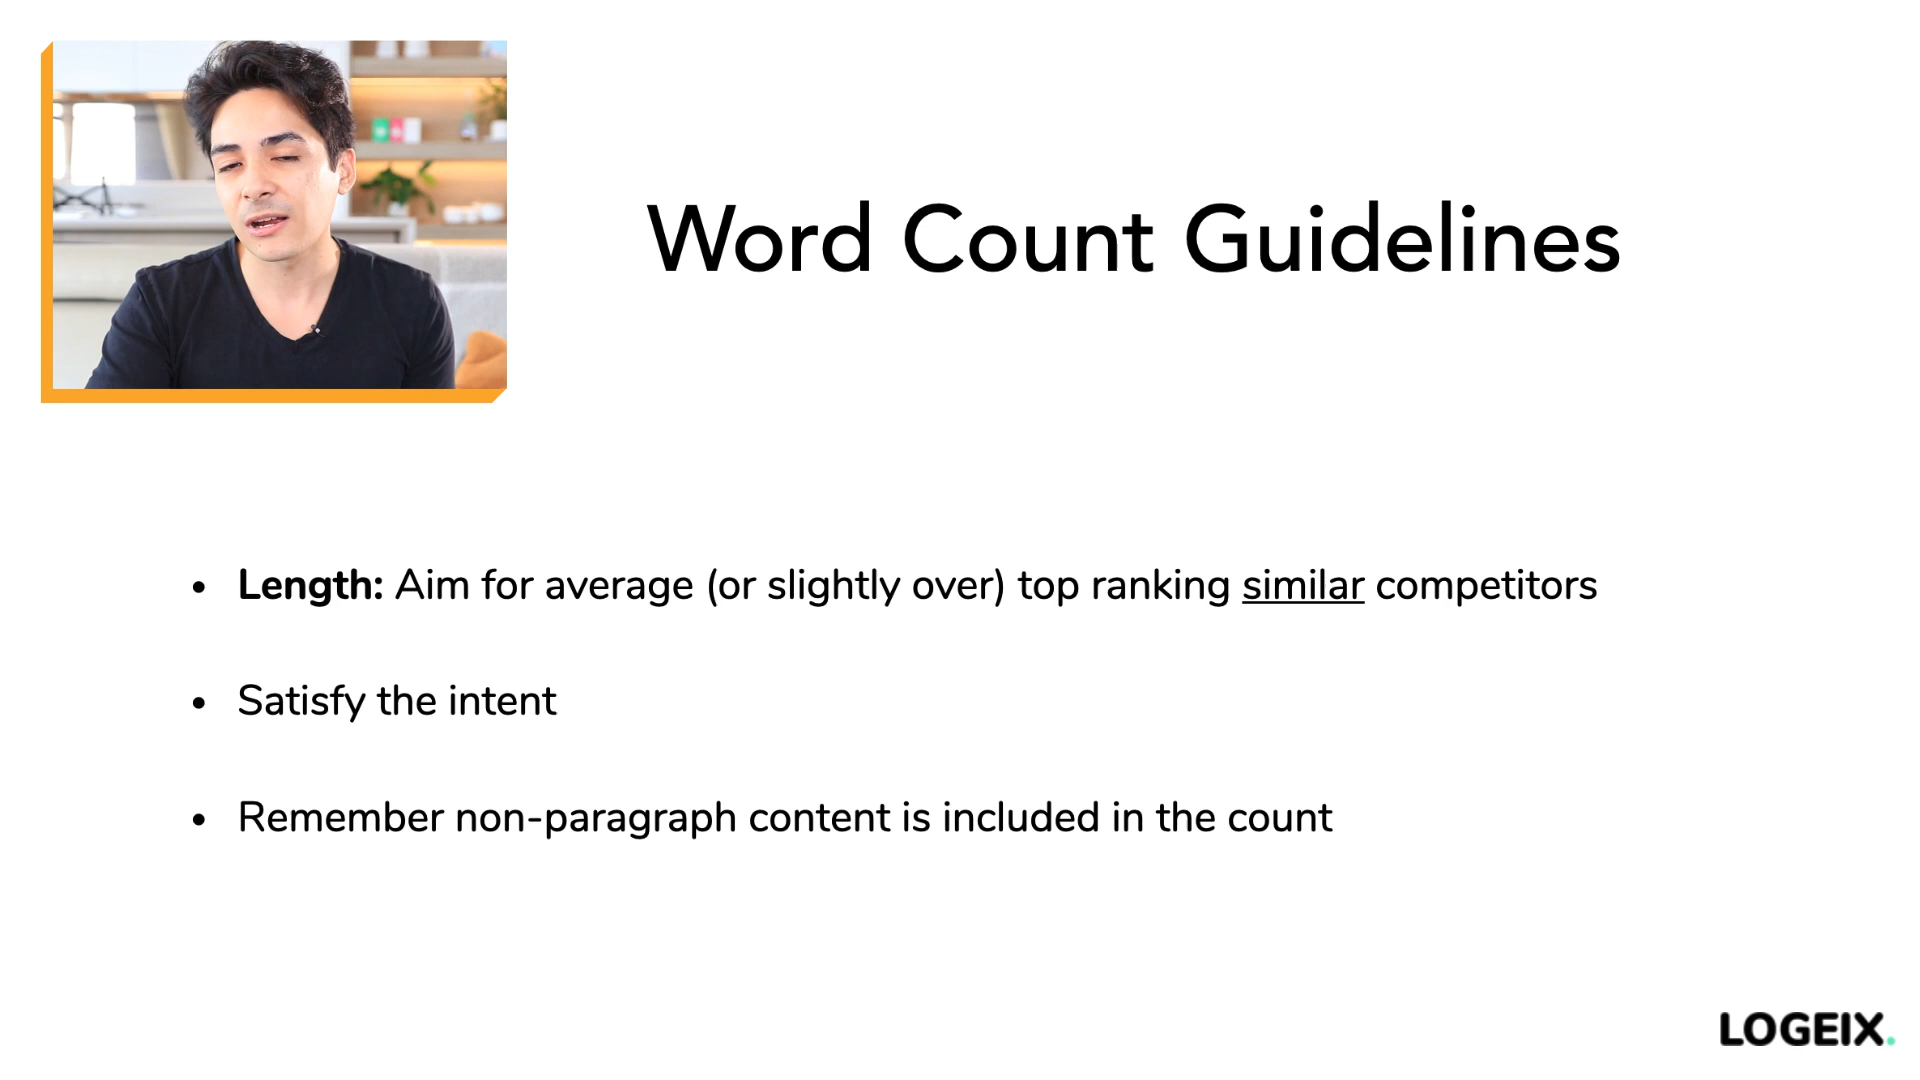 Word Count Guidelines
• Length: Aim for average (or slightly over) top ranking similar competitors
• Satisfy the intent
• Remember non-paragraph content is included in the count
LOGEIX.